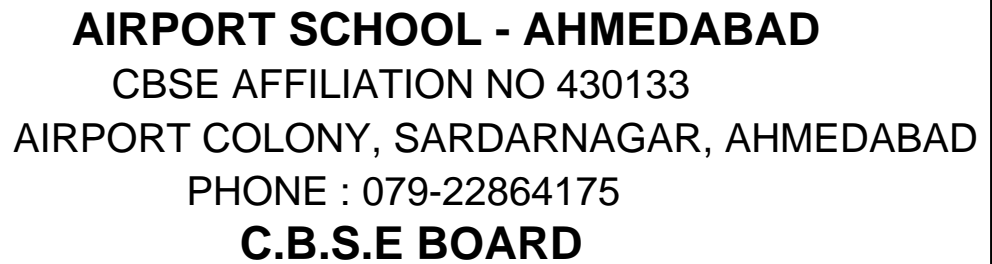 AIRPORT SCHOOL - AHMEDABAD
CBSE AFFILIATION NO 430133
AIRPORT COLONY, SARDARNAGAR, AHMEDABAD
PHONE : 079-22864175
C.B.S.E BOARD